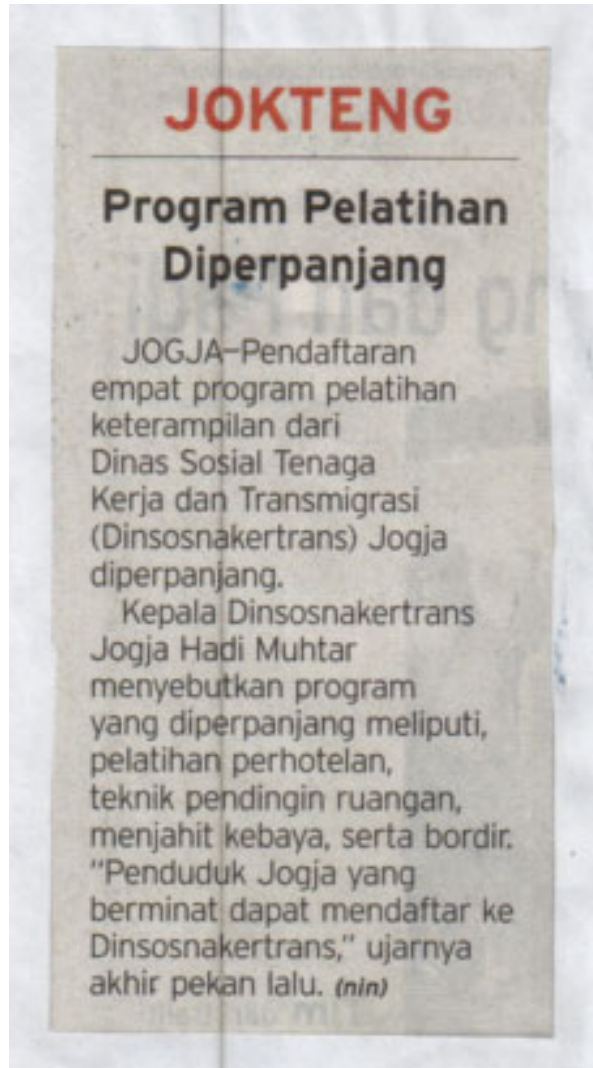 JOKTENG
Program Pelatihan
Diperpanjang
JOGJA–Pendaftaran
empat program pelatihan
keterampilan dari
Dinas Sosial Tenaga
Kerja dan Transmigrasi
(Dinsosnakertrans) Jogja
diperpanjang.
Kepala Dinsosnakertrans
Jogja Hadi Muhtar
menyebutkan program
yang diperpanjang meliputi,
pelatihan perhotelan,
teknik pendingin ruangan,
menjahit kebaya, serta bordir.
"Penduduk Jogja yang
berminat dapat mendaftar ke
Dinsosnakertrans," ujarnya
akhir pekan lalu. (nin)